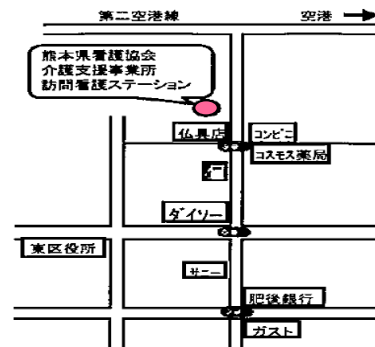 第二空港線
空港
熊本県看護協会
介護支援事業所
訪問看護ステーション
仏具店
コンビニ
コスモス薬局
ダイソー
東区役所
サニー
肥後銀行
ガスト